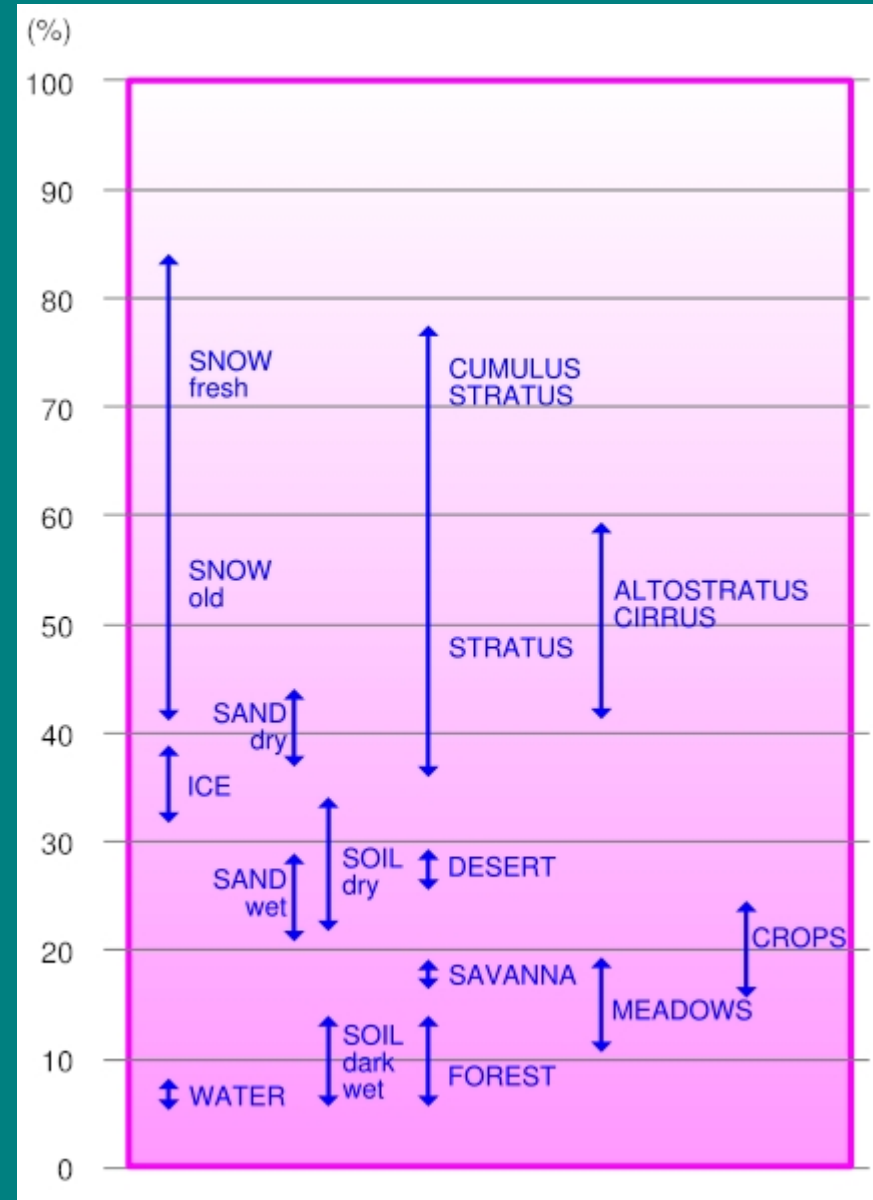 (%)
100
90
80
SNOW
fresh
CUMULUS
STRATUS
70
60
SNOW
old
ALTOSTRATUS
CIRRUS
50
STRATUS
SAND
dry
40
ICE
30
SOIL
dry
DESERT
SAND
wet
CROPS
20
SAVANNA
MEADOWS
SOIL
dark
wet
10
FOREST
WATER
0